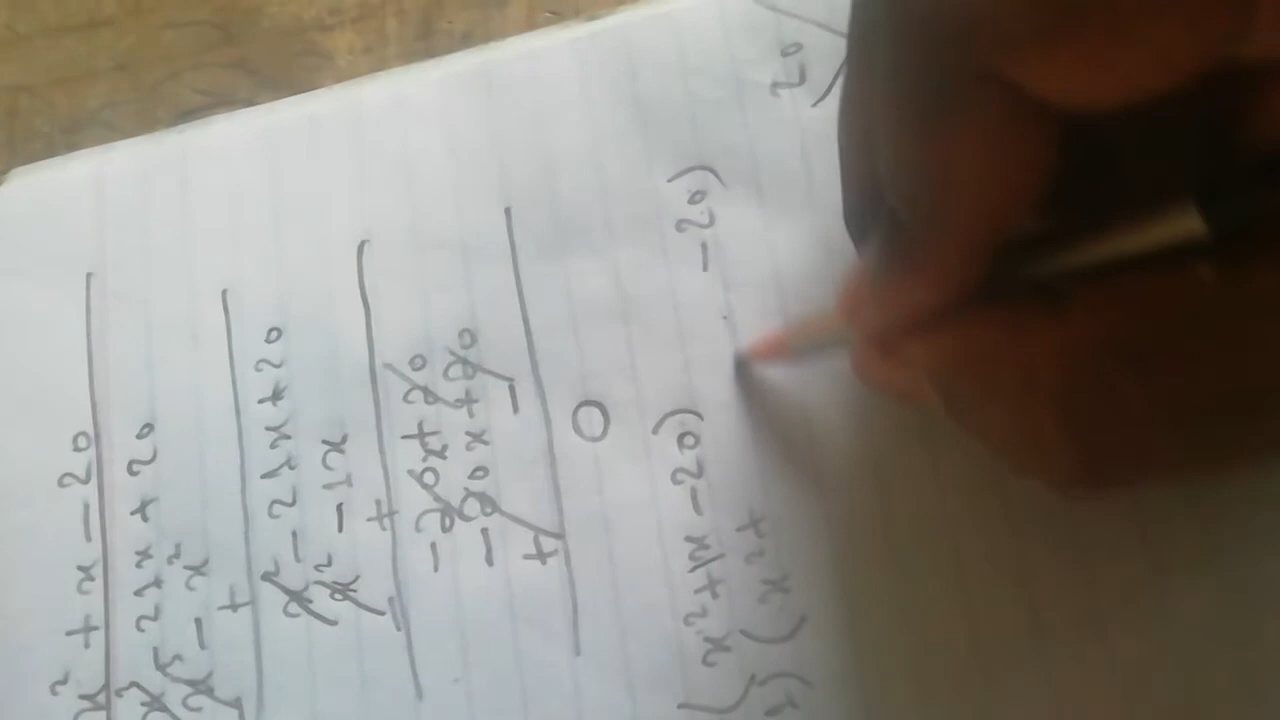 x² + x - 20
x³ - 21x + 20
x³ - x²
- +
x² - 21x + 20
x² - 1x
- +
-20x + 20
-20x + 20
+ -
0
( x² + 1x - 20) -20)
) ( x² +
20